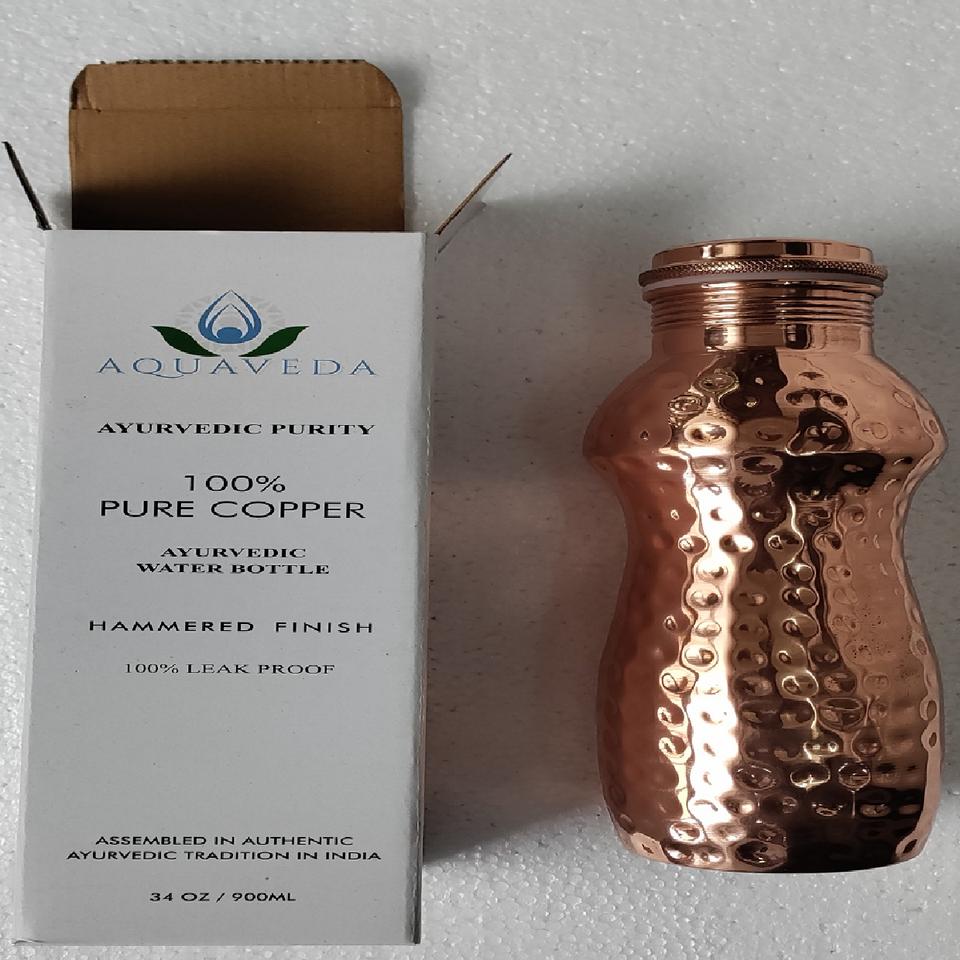 AQUAVEDA
AYURVEDIC PURITY
100%
PURE COPPER
AYURVEDIC
WATER BOTTLE
HAMMERED FINISH
100% LEAK PROOF
ASSEMBLED IN AUTHENTIC
AYURVEDIC TRADITION IN INDIA
34 OZ / 900ML